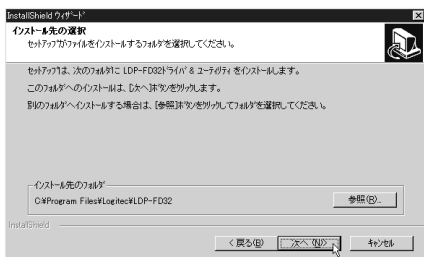 InstallShield ウィザード
インストール先の選択
セットアップがファイルをインストールするフォルダを選択してください。
セットアップは、次のフォルダに LDP-FD32ドライバ & ユーティリティ をインストールします。
このフォルダへのインストールは、[次へ]ボタンをクリックします。
別のフォルダへインストールする場合は、[参照]ボタンをクリックしてフォルダを選択してください。
インストール先のフォルダ
C:¥Program Files¥Logitec¥LDP-FD32
参照(R)...
InstallShield
< 戻る(B)
次へ (N)>
キャンセル